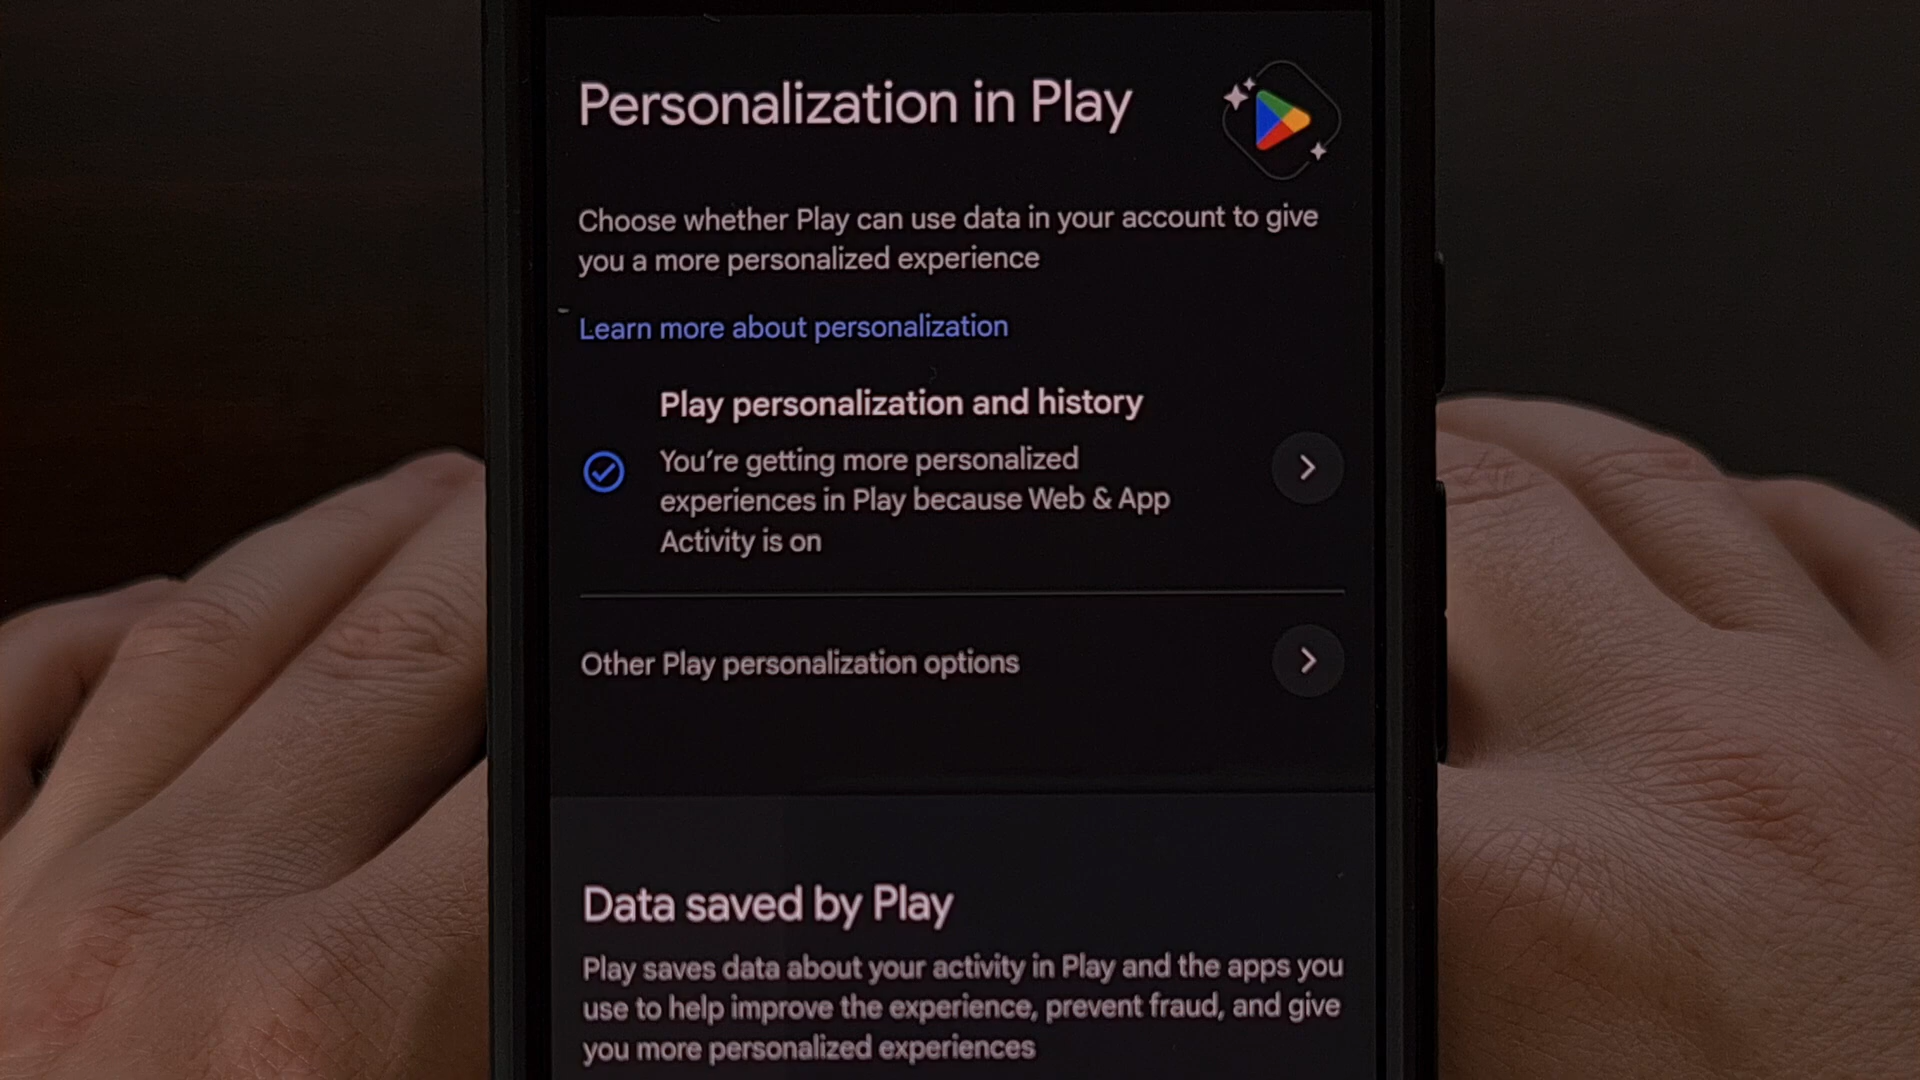 Personalization in Play
Choose whether Play can use data in your account to give
you a more personalized experience
Learn more about personalization
Play personalization and history
You're getting more personalized
experiences in Play because Web & App
Activity is on
Other Play personalization options
Data saved by Play
Play saves data about your activity in Play and the apps you
use to help improve the experience, prevent fraud, and give
you more personalized experiences